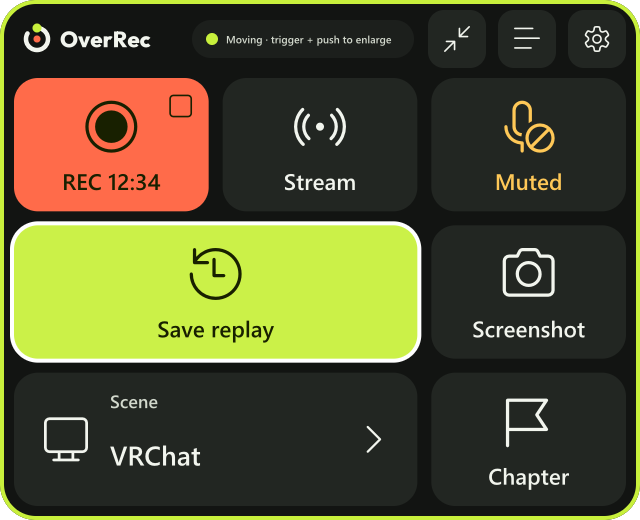 OverRec
Moving · trigger + push to enlarge
REC 12:34
Stream
Muted
Save replay
Screenshot
Scene
VRChat
Chapter